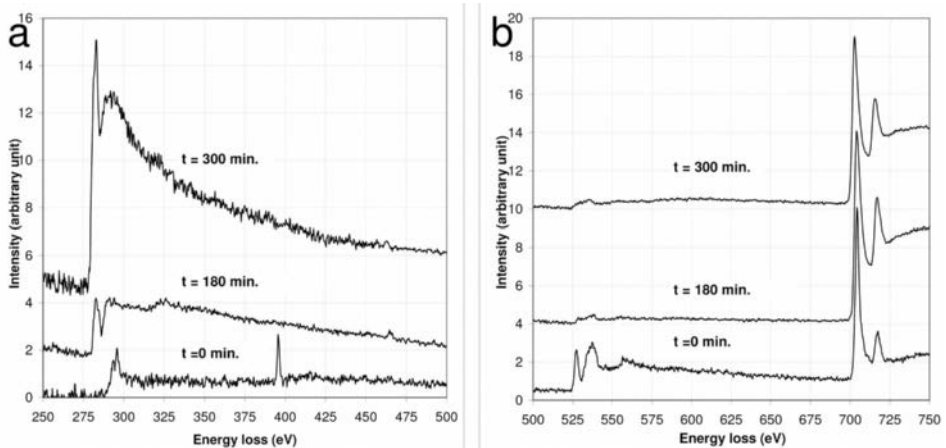 a
Intensity (arbitrary unit)
16
14
12
10
8
6
4
2
0
t = 300 min.
t = 180 min.
t =0 min.
250 275 300 325 350 375 400 425 450 475 500
Energy loss (eV)
b
Intensity (arbitrary unit)
20
18
16
14
12
10
8
6
4
2
0
t = 300 min.
t = 180 min.
t =0 min.
500 525 550 575 600 625 650 675 700 725 750
Energy loss (eV)